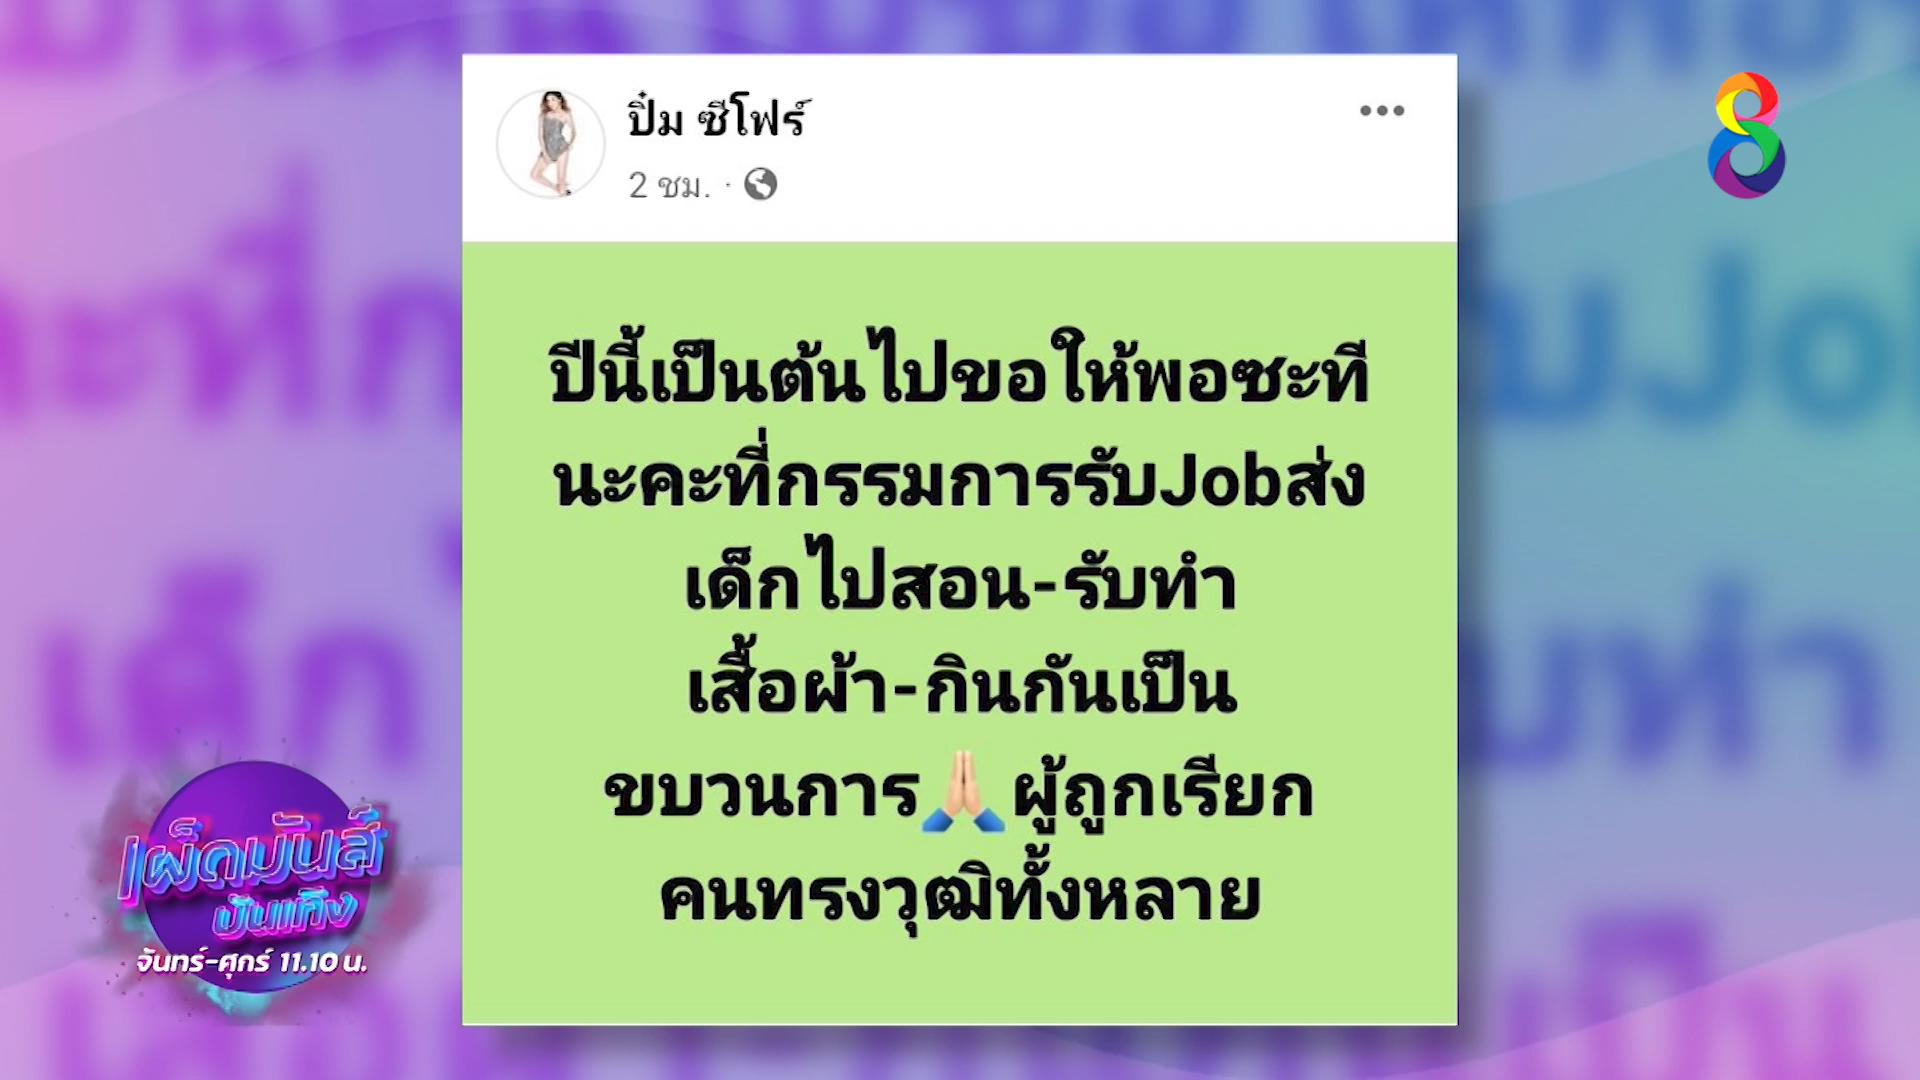 ปิ๋ม ซีโฟร์
2 ชม.
ปีนี้เป็นต้นไปขอให้พอซะที
นะคะที่กรรมการรับJobส่ง
เด็กไปสอน-รับทำ
เสื้อผ้า-กินกันเป็น
ขบวนการ🙏🏻ผู้ถูกเรียก
คนทรงวุฒิทั้งหลาย
8
เผ็ดมันส์
บันเทิง
จันทร์-ศุกร์ 11.10 น.